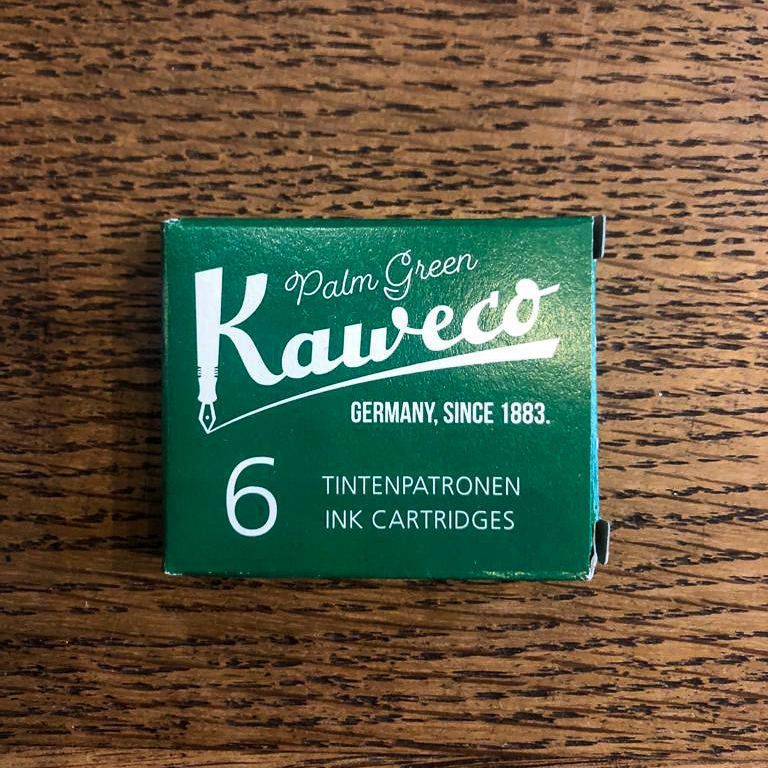 Palm Green
Kaweco
GERMANY, SINCE 1883.
6
TINTENPATRONEN
INK CARTRIDGES